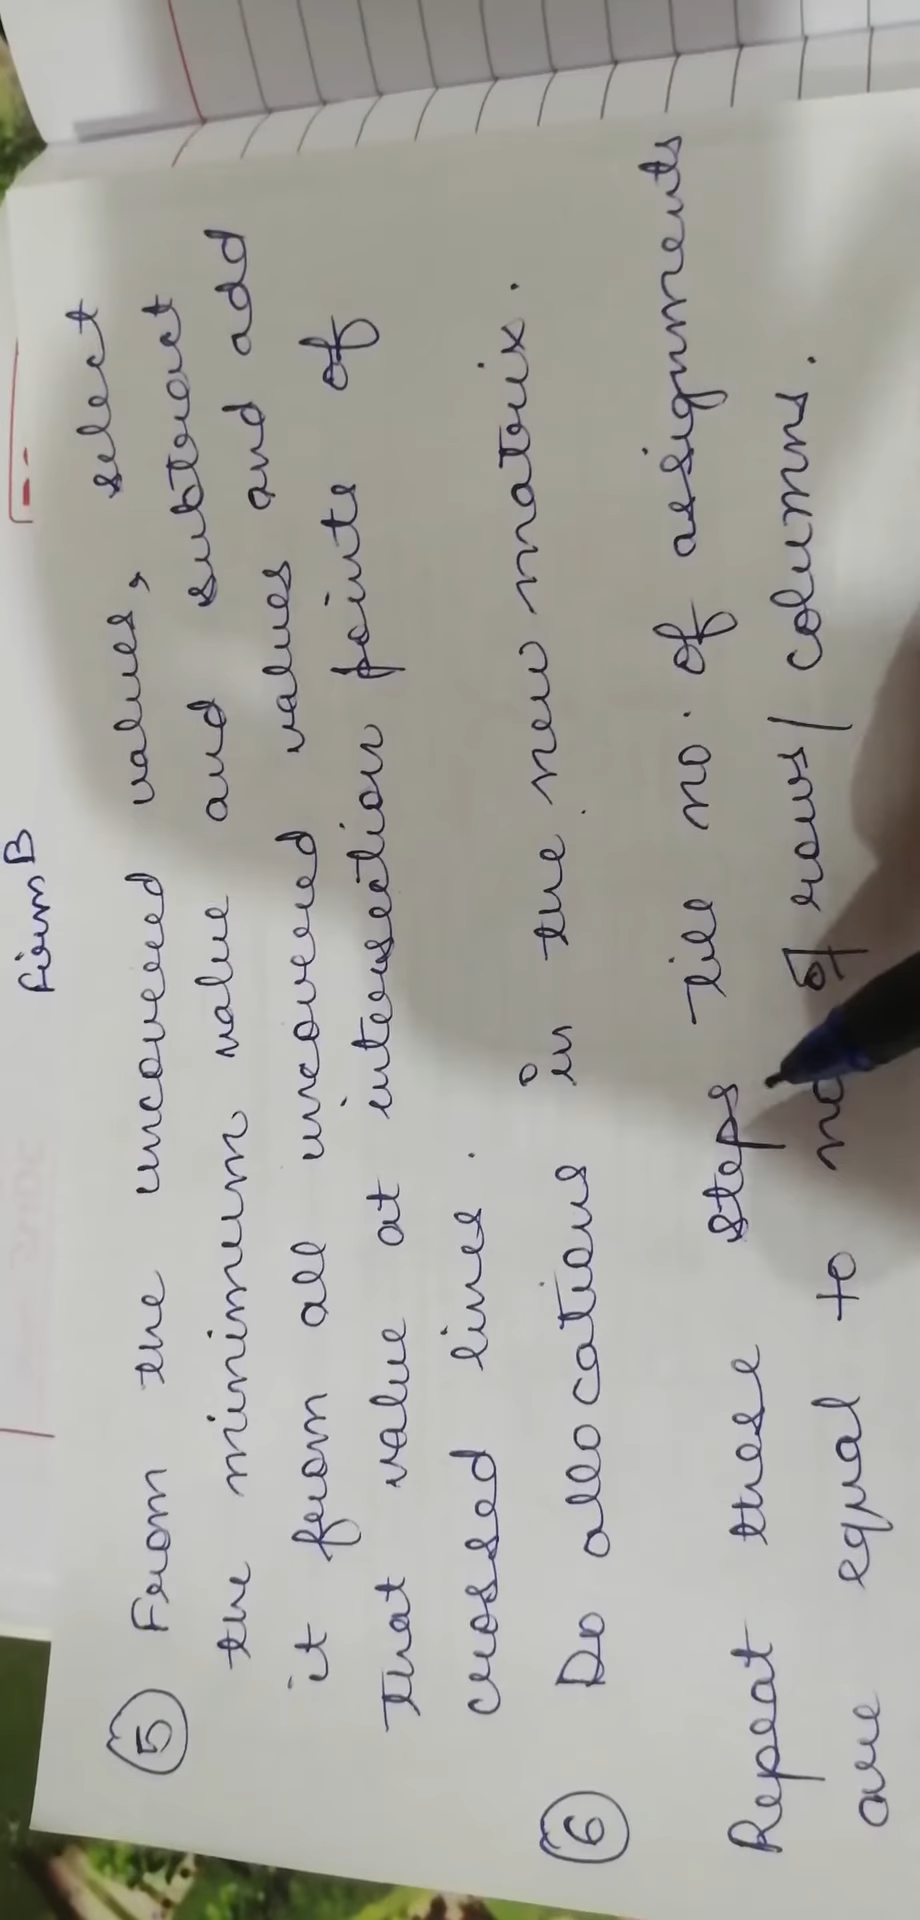 Firm B
5 From the uncovered values, select
the minimum value and subtract
it from all uncovered values and add
that value at intersection points of
crossed lines.
6 Do allocations in the new matrix.
Repeat these steps till no. of assignments
are equal to no of rows/columns.